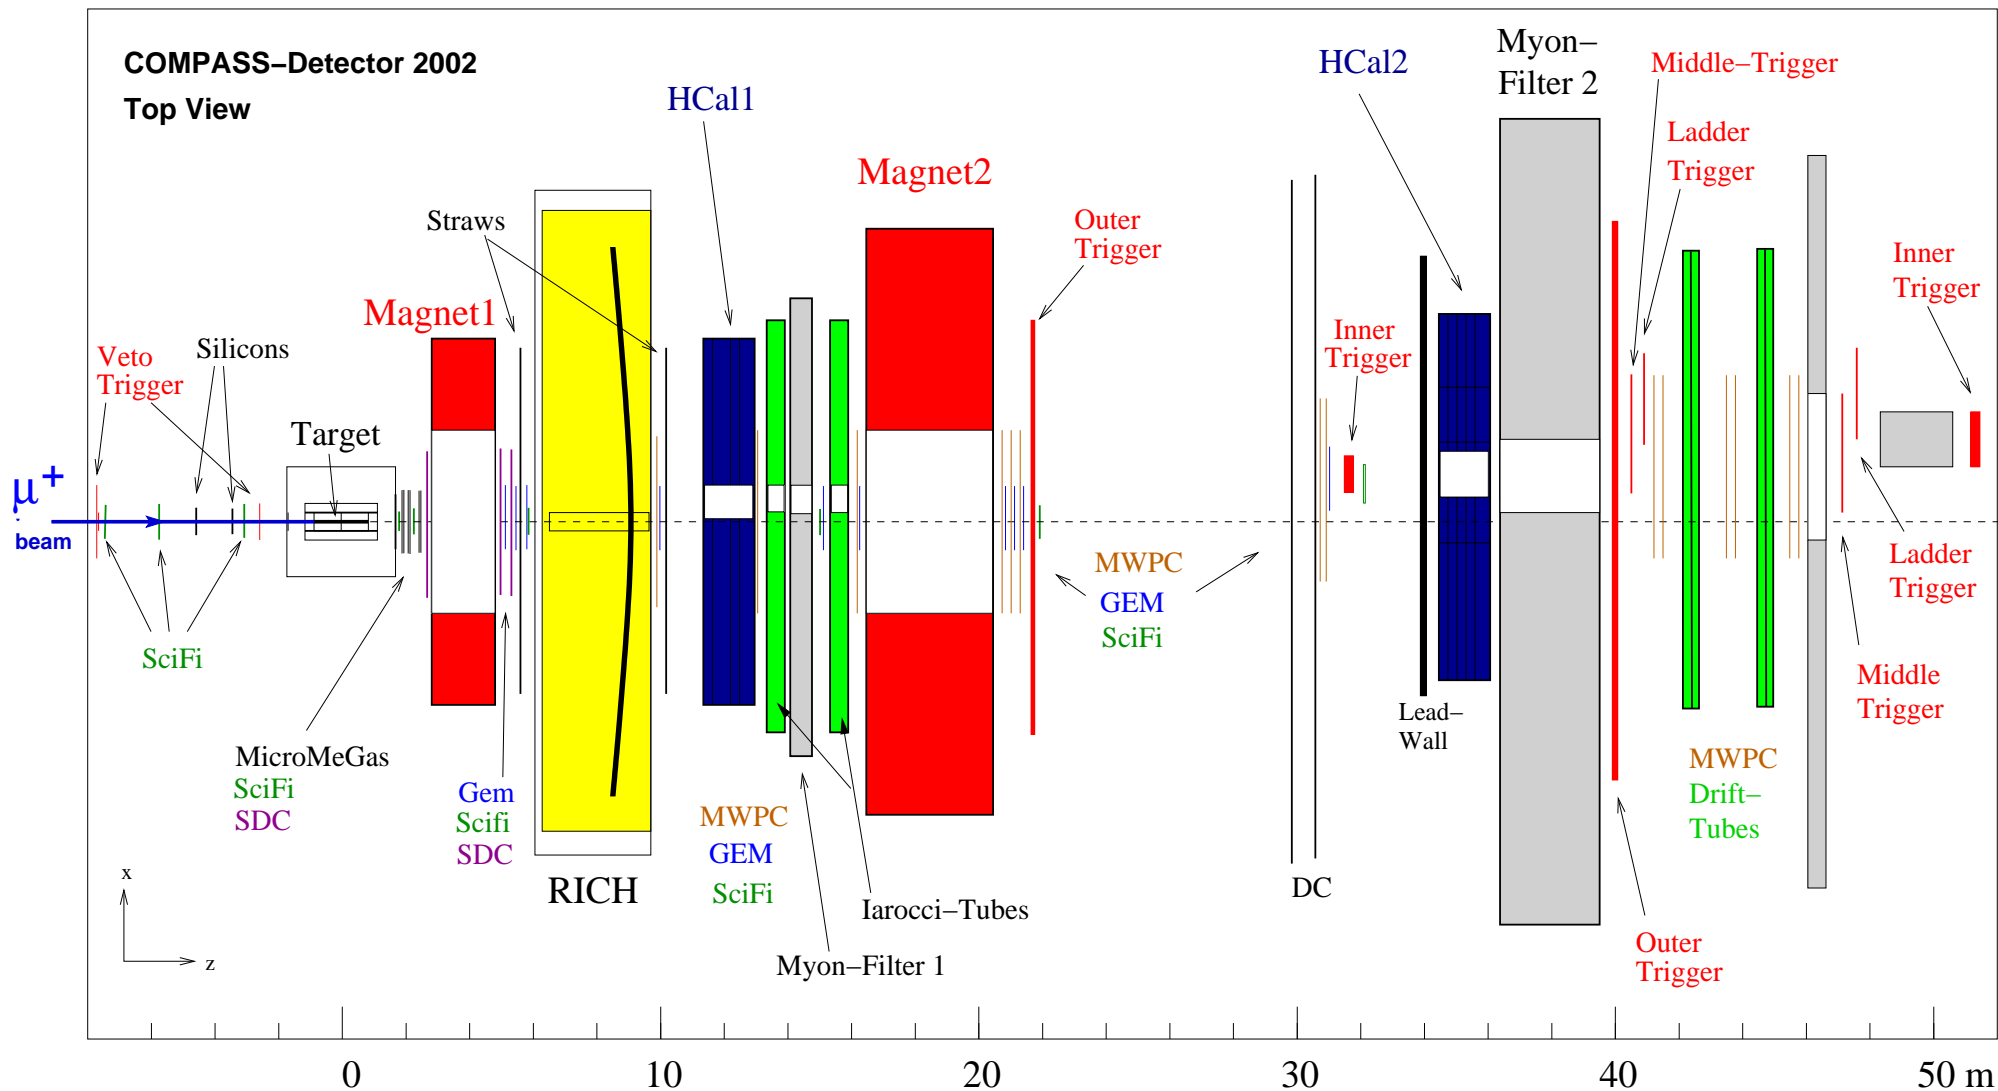 COMPASS–Detector 2002
Top View
HCal1
HCal2
Myon–
Filter 2
Middle–Trigger
Ladder
Trigger
Magnet2
Straws
Outer
Trigger
Inner
Trigger
Magnet1
Silicons
Veto
Trigger
Inner
Trigger
Target
μ+
beam
MWPC
GEM
SciFi
Ladder
Trigger
SciFi
Middle
Trigger
Lead–
Wall
MicroMeGas
SciFi
SDC
Gem
Scifi
SDC
MWPC
GEM
SciFi
MWPC
Drift–
Tubes
RICH
DC
Iarocci–Tubes
Myon–Filter 1
Outer
Trigger
x
z
0 10 20 30 40 50 m